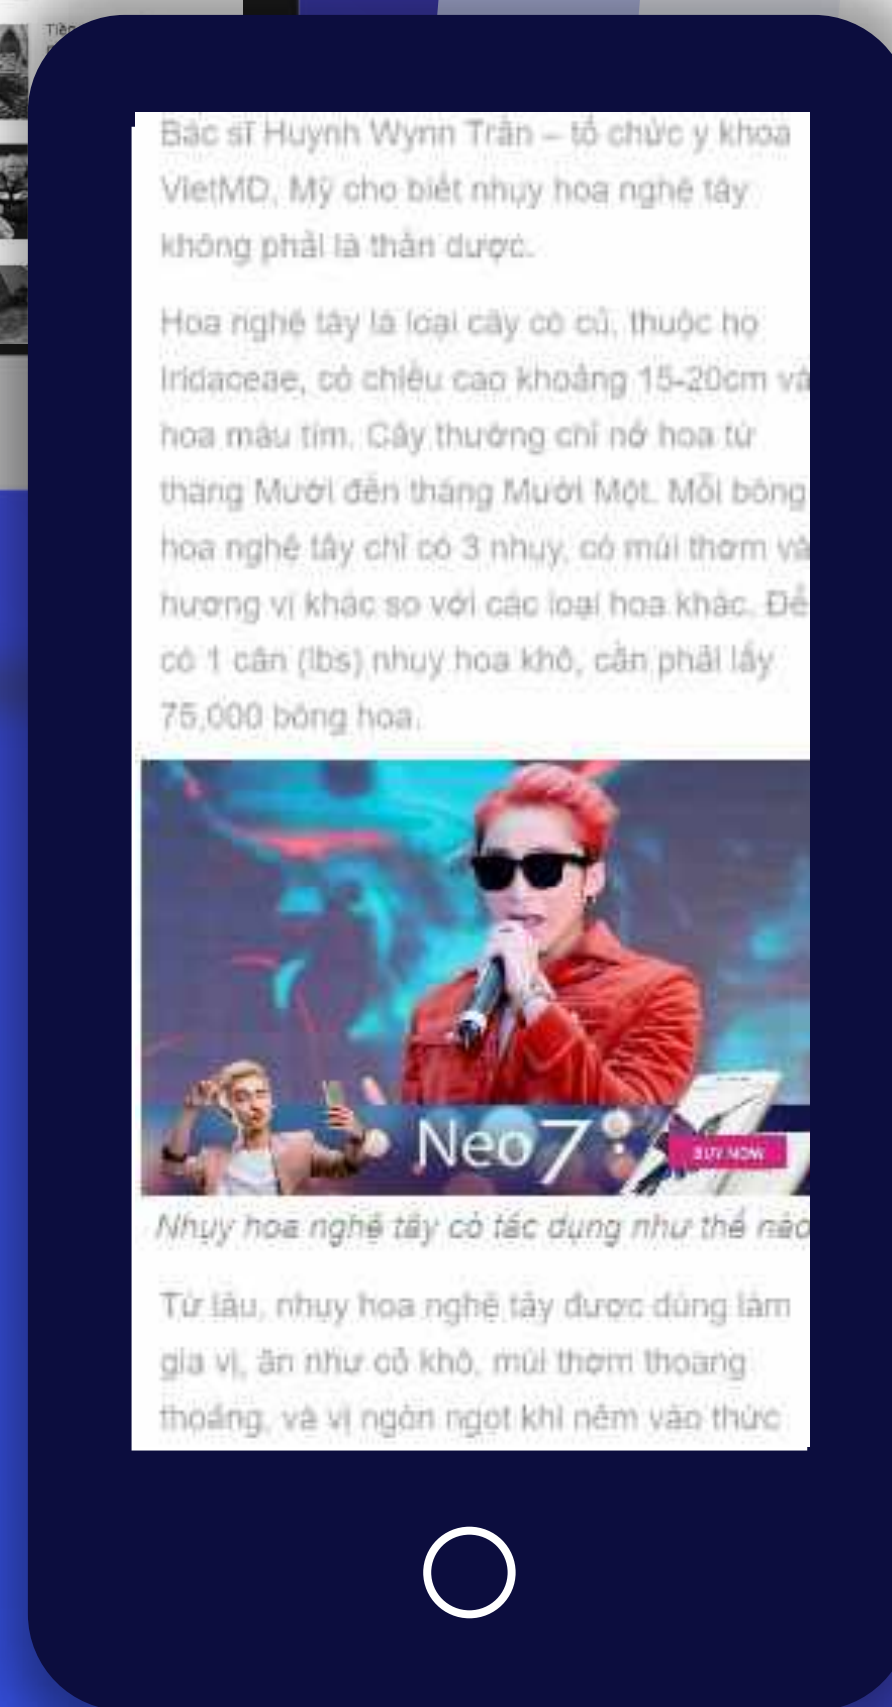 Tiền
Bác sĩ Huynh Wynn Trần – tổ chức y khoa
VietMD, Mỹ cho biết nhụy hoa nghệ tây
không phải là thần dược.
Hoa nghệ tây là loại cây có củ, thuộc họ
Iridaceae, có chiều cao khoảng 15-20cm và
hoa màu tím. Cây thường chỉ nở hoa từ
tháng Mười đến tháng Mười Một. Mỗi bông
hoa nghệ tây chỉ có 3 nhụy, có mùi thơm và
hương vị khác so với các loại hoa khác. Để
có 1 cân (lbs) nhụy hoa khô, cần phải lấy
75,000 bông hoa.
Neo7
BUY NOW
Nhụy hoa nghệ tây có tác dụng như thế nào
Từ lâu, nhụy hoa nghệ tây được dùng làm
gia vị, ăn như cỏ khô, mùi thơm thoang
thoảng, và vị ngòn ngọt khi nêm vào thức